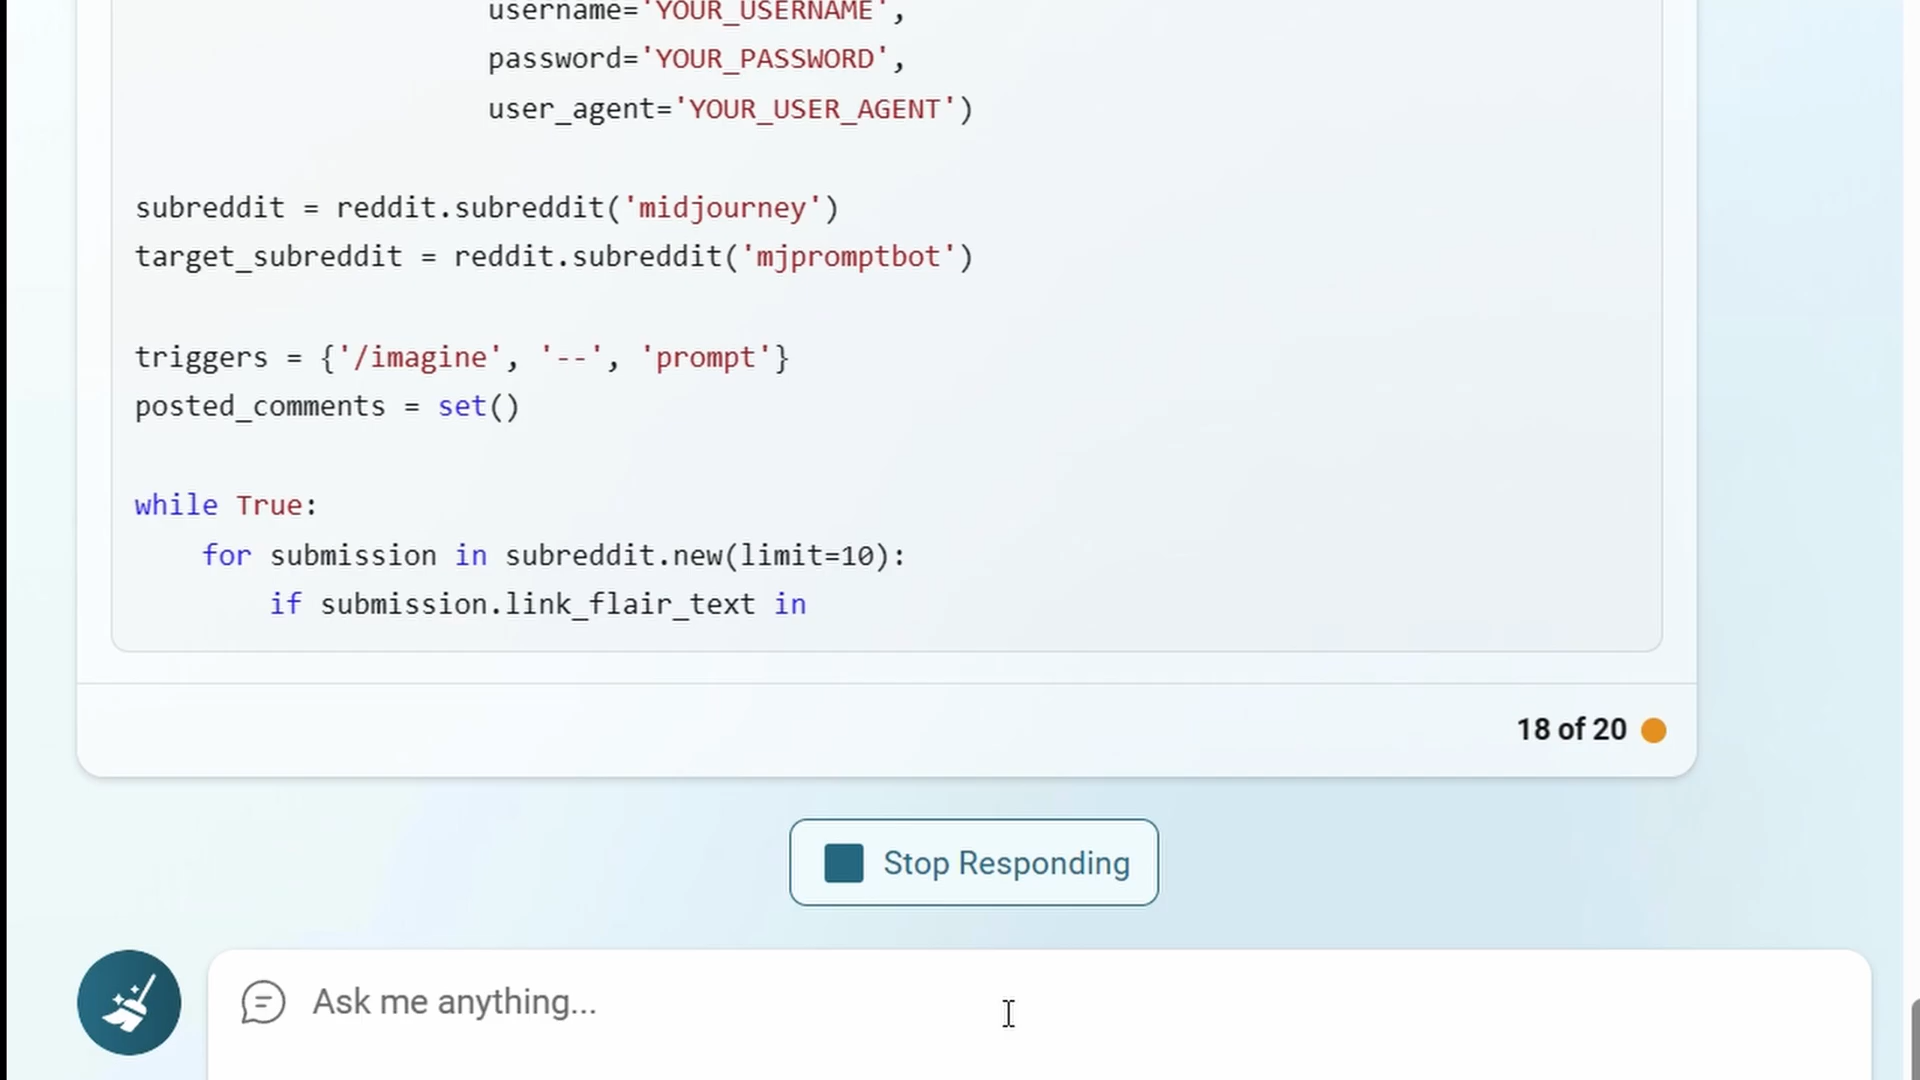 username='YOUR_USERNAME',
password='YOUR_PASSWORD',
user_agent='YOUR_USER_AGENT')
subreddit = reddit.subreddit('midjourney')
target_subreddit = reddit.subreddit('mjpromptbot')
triggers = {'/imagine', '--', 'prompt'}
posted_comments = set()
while True:
    for submission in subreddit.new(limit=10):
        if submission.link_flair_text in
18 of 20
Stop Responding
Ask me anything...